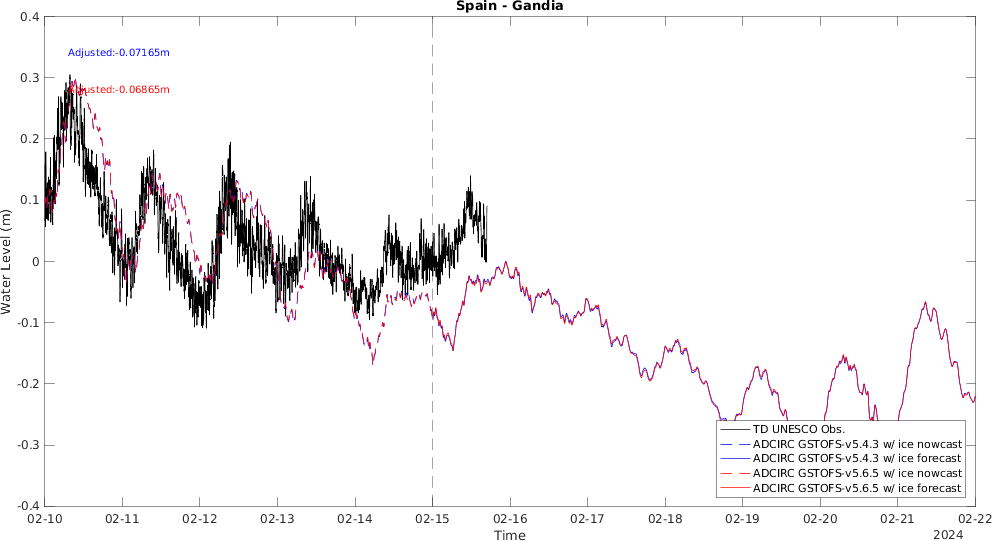 Spain - Gandia
0.4
0.3
0.2
0.1
0
-0.1
-0.2
-0.3
-0.4
Water Level (m)
Adjusted:-0.07165m
Adjusted:-0.06865m
02-10
02-11
02-12
02-13
02-14
02-15
02-16
02-17
02-18
02-19
02-20
02-21
02-22
Time
2024
TD UNESCO Obs.
ADCIRC GSTOFS-v5.4.3 w/ ice nowcast
ADCIRC GSTOFS-v5.4.3 w/ ice forecast
ADCIRC GSTOFS-v5.6.5 w/ ice nowcast
ADCIRC GSTOFS-v5.6.5 w/ ice forecast